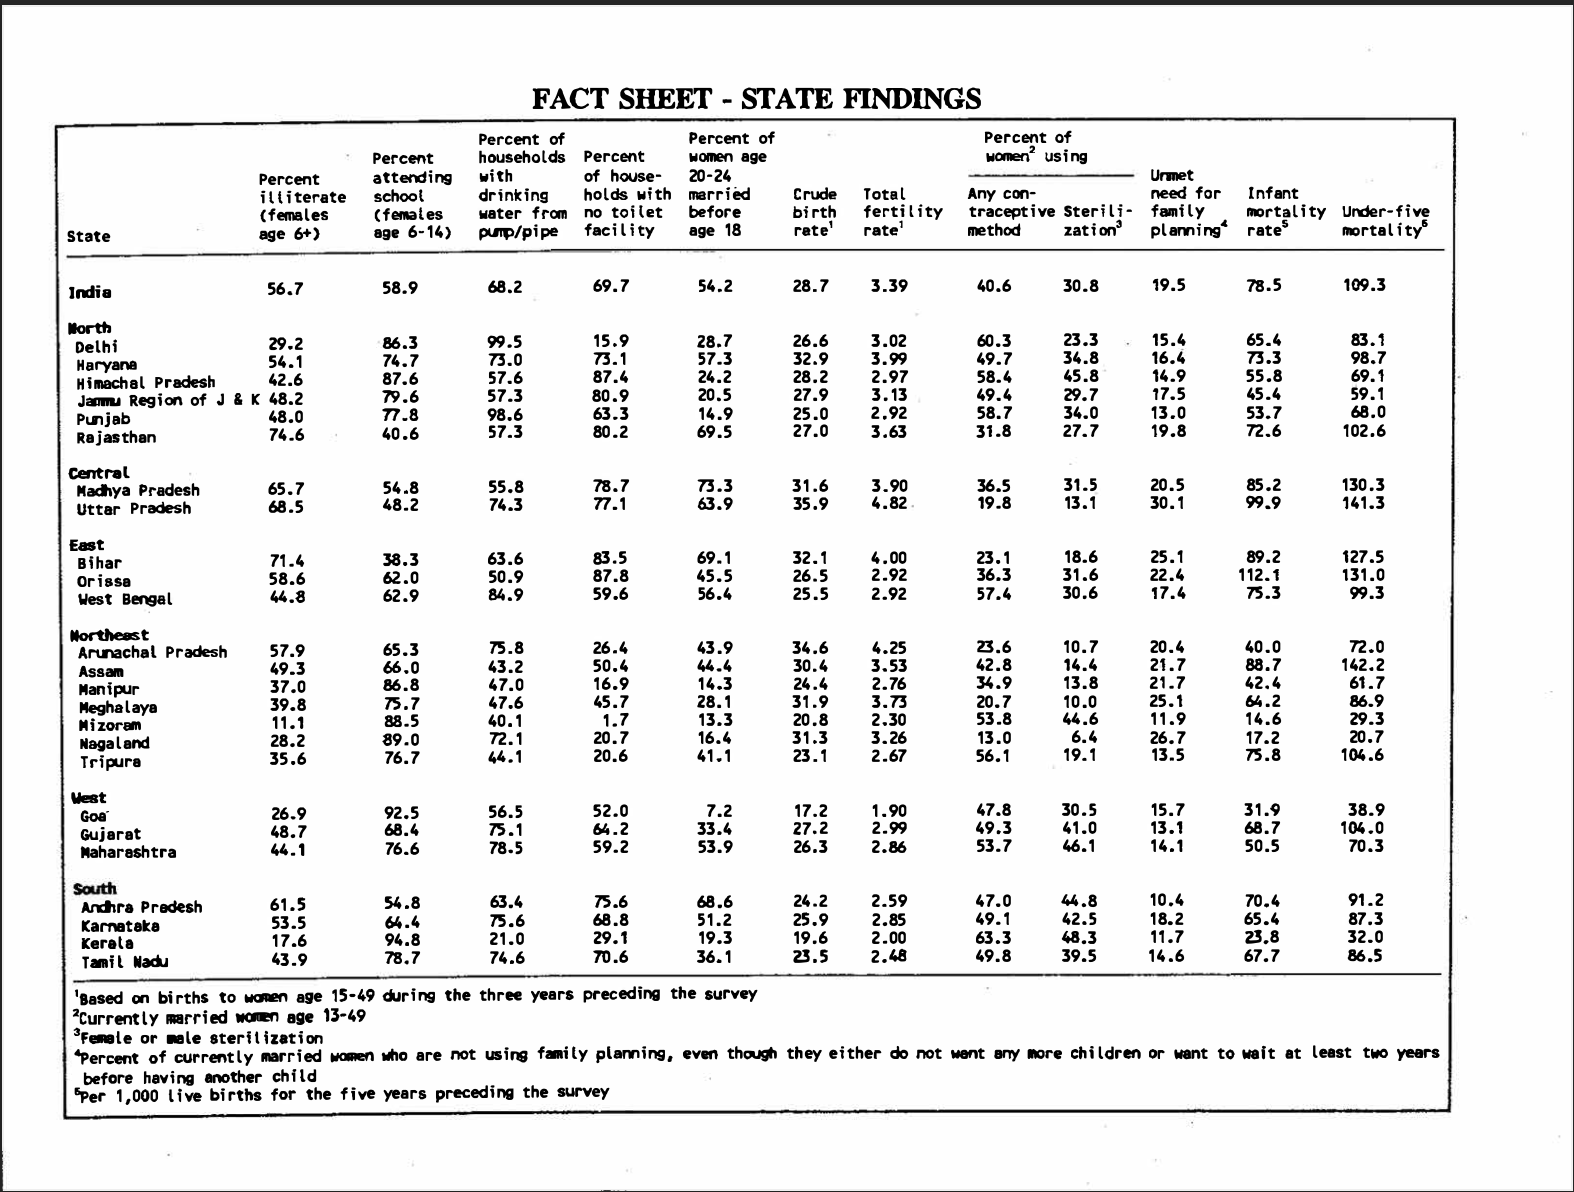 FACT SHEET - STATE FINDINGS
State | Percent illiterate (females age 6+) | Percent attending school (females age 6-14) | Percent of households with drinking water from pump/pipe | Percent of house- holds with no toilet facility | Percent of women age 20-24 married before age 18 | Crude birth rate¹ | Total fertility rate¹ | Percent of women² using Any con- traceptive method | Sterili- zation³ | Unmet need for family planning⁴ | Infant mortality rate⁵ | Under-five mortality⁵
India 56.7 58.9 68.2 69.7 54.2 28.7 3.39 40.6 30.8 19.5 78.5 109.3
North
Delhi 29.2 86.3 99.5 15.9 28.7 26.6 3.02 60.3 23.3 15.4 65.4 83.1
Haryana 54.1 74.7 73.0 73.1 57.3 32.9 3.99 49.7 34.8 16.4 73.3 98.7
Himachal Pradesh 42.6 87.6 57.6 87.4 24.2 28.2 2.97 58.4 45.8 14.9 55.8 69.1
Jammu Region of J & K 48.2 79.6 57.3 80.9 20.5 27.9 3.13 49.4 29.7 17.5 45.4 59.1
Punjab 48.0 77.8 98.6 63.3 14.9 25.0 2.92 58.7 34.0 13.0 53.7 68.0
Rajasthan 74.6 40.6 57.3 80.2 69.5 27.0 3.63 31.8 27.7 19.8 72.6 102.6
Central
Madhya Pradesh 65.7 54.8 55.8 78.7 73.3 31.6 3.90 36.5 31.5 20.5 85.2 130.3
Uttar Pradesh 68.5 48.2 74.3 77.1 63.9 35.9 4.82 19.8 13.1 30.1 99.9 141.3
East
Bihar 71.4 38.3 63.6 83.5 69.1 32.1 4.00 23.1 18.6 25.1 89.2 127.5
Orissa 58.6 62.0 50.9 87.8 45.5 26.5 2.92 36.3 31.6 22.4 112.1 131.0
West Bengal 44.8 62.9 84.9 59.6 56.4 25.5 2.92 57.4 30.6 17.4 75.3 99.3
Northeast
Arunachal Pradesh 57.9 65.3 75.8 26.4 43.9 34.6 4.25 23.6 10.7 20.4 40.0 72.0
Assam 49.3 66.0 43.2 50.4 44.4 30.4 3.53 42.8 14.4 21.7 88.7 142.2
Manipur 37.0 86.8 47.0 16.9 14.3 24.4 2.76 34.9 13.8 21.7 42.4 61.7
Meghalaya 39.8 75.7 47.6 45.7 28.1 31.9 3.73 20.7 10.0 25.1 64.2 86.9
Mizoram 11.1 88.5 40.1 1.7 13.3 20.8 2.30 53.8 44.6 11.9 14.6 29.3
Nagaland 28.2 89.0 72.1 20.7 16.4 31.3 3.26 13.0 6.4 26.7 17.2 20.7
Tripura 35.6 76.7 44.1 20.6 41.1 23.1 2.67 56.1 19.1 13.5 75.8 104.6
West
Goa 26.9 92.5 56.5 52.0 7.2 17.2 1.90 47.8 30.5 15.7 31.9 38.9
Gujarat 48.7 68.4 75.1 64.2 33.4 27.2 2.99 49.3 41.0 13.1 68.7 104.0
Maharashtra 44.1 76.6 78.5 59.2 53.9 26.3 2.86 53.7 46.1 14.1 50.5 70.3
South
Andhra Pradesh 61.5 54.8 63.4 75.6 68.6 24.2 2.59 47.0 44.8 10.4 70.4 91.2
Karnataka 53.5 64.4 75.6 68.8 51.2 25.9 2.85 49.1 42.5 18.2 65.4 87.3
Kerala 17.6 94.8 21.0 29.1 19.3 19.6 2.00 63.3 48.3 11.7 23.8 32.0
Tamil Nadu 43.9 78.7 74.6 70.6 36.1 23.5 2.48 49.8 39.5 14.6 67.7 86.5
¹Based on births to women age 15-49 during the three years preceding the survey
²Currently married women age 13-49
³Female or male sterilization
⁴Percent of currently married women who are not using family planning, even though they either do not want any more children or want to wait at least two years
before having another child
⁵Per 1,000 live births for the five years preceding the survey